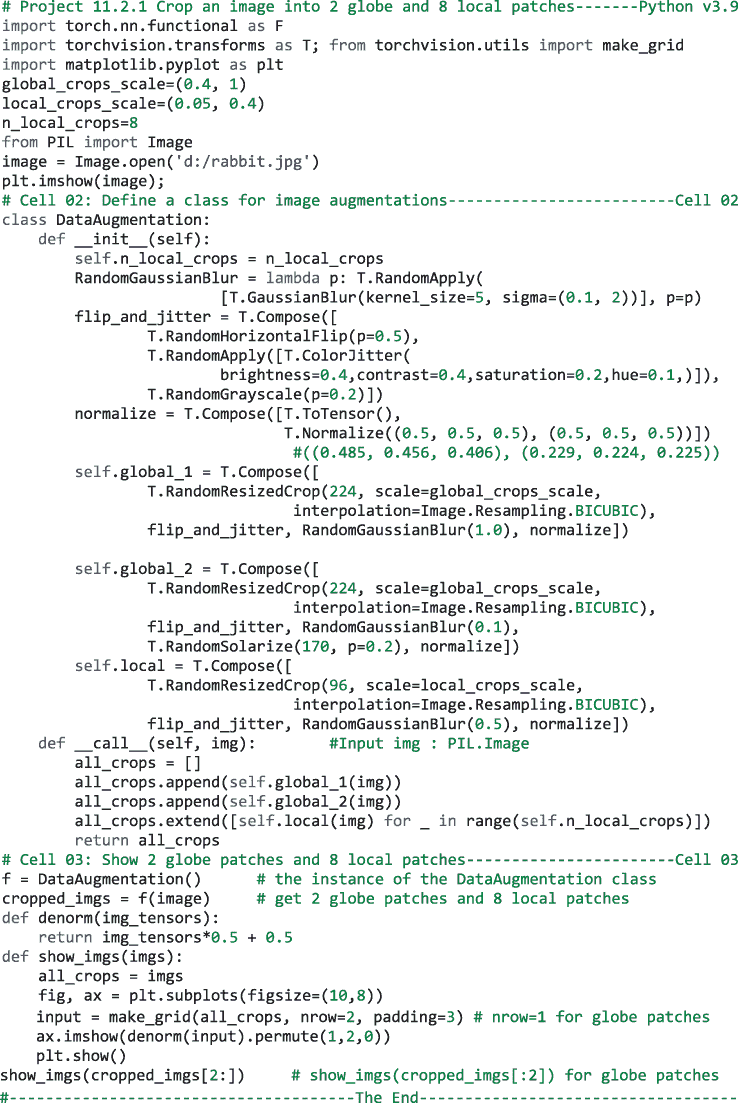 # Project 11.2.1 Crop an image into 2 globe and 8 local patches-------Python v3.9
import torch.nn.functional as F
import torchvision.transforms as T; from torchvision.utils import make_grid
import matplotlib.pyplot as plt
global_crops_scale=(0.4, 1)
local_crops_scale=(0.05, 0.4)
n_local_crops=8
from PIL import Image
image = Image.open('d:/rabbit.jpg')
plt.imshow(image);
# Cell 02: Define a class for image augmentations-------------------------Cell 02
class DataAugmentation:
    def __init__(self):
        self.n_local_crops = n_local_crops
        RandomGaussianBlur = lambda p: T.RandomApply(
                        [T.GaussianBlur(kernel_size=5, sigma=(0.1, 2))], p=p)
        flip_and_jitter = T.Compose([
                T.RandomHorizontalFlip(p=0.5),
                T.RandomApply([T.ColorJitter(
                        brightness=0.4,contrast=0.4,saturation=0.2,hue=0.1,)]),
                T.RandomGrayscale(p=0.2)])
        normalize = T.Compose([T.ToTensor(),
                               T.Normalize((0.5, 0.5, 0.5), (0.5, 0.5, 0.5))])
                                #((0.485, 0.456, 0.406), (0.229, 0.224, 0.225))
        self.global_1 = T.Compose([
                T.RandomResizedCrop(224, scale=global_crops_scale,
                                interpolation=Image.Resampling.BICUBIC),
                flip_and_jitter, RandomGaussianBlur(1.0), normalize])

        self.global_2 = T.Compose([
                T.RandomResizedCrop(224, scale=global_crops_scale,
                                interpolation=Image.Resampling.BICUBIC),
                flip_and_jitter, RandomGaussianBlur(0.1),
                T.RandomSolarize(170, p=0.2), normalize])
        self.local = T.Compose([
                T.RandomResizedCrop(96, scale=local_crops_scale,
                                interpolation=Image.Resampling.BICUBIC),
                flip_and_jitter, RandomGaussianBlur(0.5), normalize])
    def __call__(self, img):        #Input img : PIL.Image
        all_crops = []
        all_crops.append(self.global_1(img))
        all_crops.append(self.global_2(img))
        all_crops.extend([self.local(img) for _ in range(self.n_local_crops)])
        return all_crops
# Cell 03: Show 2 globe patches and 8 local patches-----------------------Cell 03
f = DataAugmentation()      # the instance of the DataAugmentation class
cropped_imgs = f(image)     # get 2 globe patches and 8 local patches
def denorm(img_tensors):
    return img_tensors*0.5 + 0.5
def show_imgs(imgs):
    all_crops = imgs
    fig, ax = plt.subplots(figsize=(10,8))
    input = make_grid(all_crops, nrow=2, padding=3) # nrow=1 for globe patches
    ax.imshow(denorm(input).permute(1,2,0))
    plt.show()
show_imgs(cropped_imgs[2:])     # show_imgs(cropped_imgs[:2]) for globe patches
#--------------------------------------The End-----------------------------------